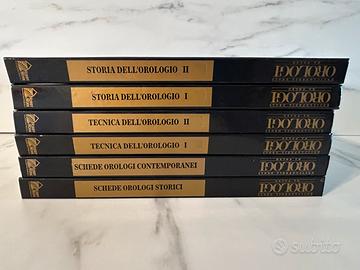 STORIA DELL'OROLOGIO II
OROLOGI
STORIA DELL'OROLOGIO I
OROLOGI
TECNICA DELL'OROLOGIO II
OROLOGI
TECNICA DELL'OROLOGIO I
OROLOGI
SCHEDE OROLOGI CONTEMPORANEI
OROLOGI
SCHEDE OROLOGI STORICI
OROLOGI
subito